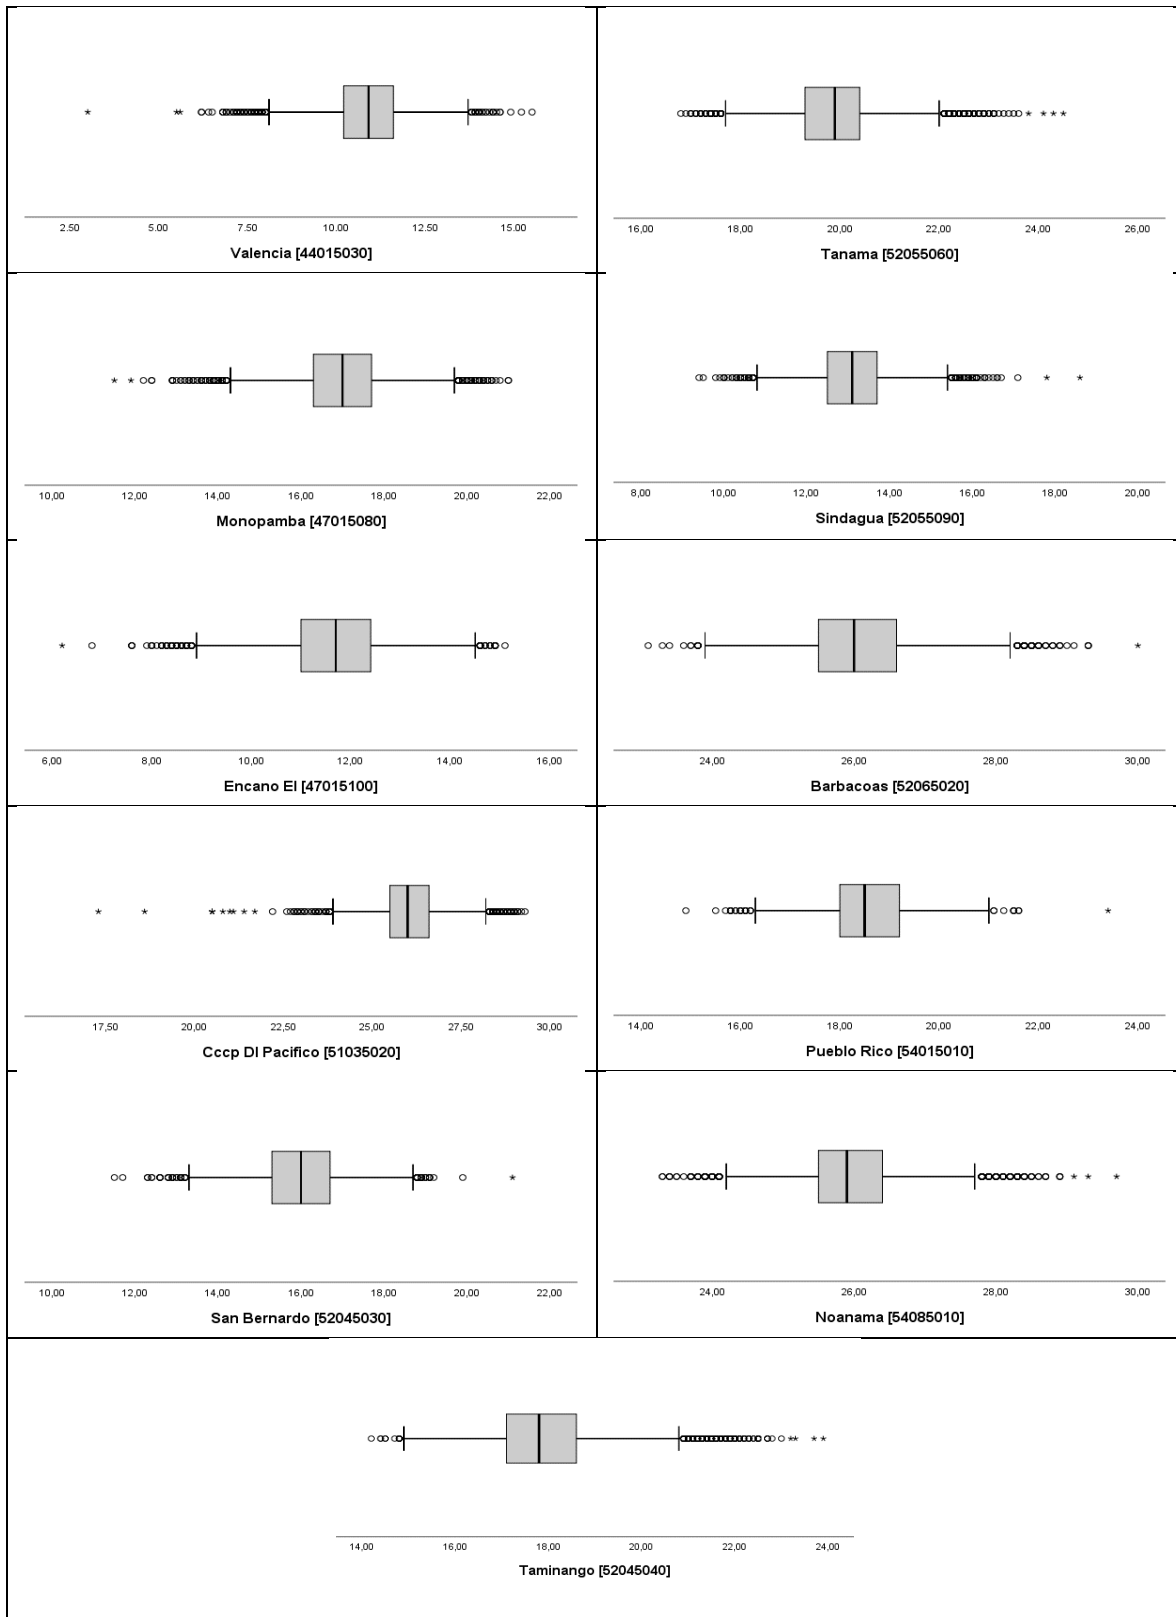 2.50 5.00 7.50 10.00 12.50 15.00
Valencia [44015030]
16,00 18,00 20,00 22,00 24,00 26,00
Tanama [52055060]
10,00 12,00 14,00 16,00 18,00 20,00 22,00
Monopamba [47015080]
8,00 10,00 12,00 14,00 16,00 18,00 20,00
Sindagua [52055090]
6,00 8,00 10,00 12,00 14,00 16,00
Encano El [47015100]
24,00 26,00 28,00 30,00
Barbacoas [52065020]
17,50 20,00 22,50 25,00 27,50 30,00
Cccp Dl Pacifico [51035020]
14,00 16,00 18,00 20,00 22,00 24,00
Pueblo Rico [54015010]
10,00 12,00 14,00 16,00 18,00 20,00 22,00
San Bernardo [52045030]
24,00 26,00 28,00 30,00
Noanama [54085010]
14,00 16,00 18,00 20,00 22,00 24,00
Taminango [52045040]